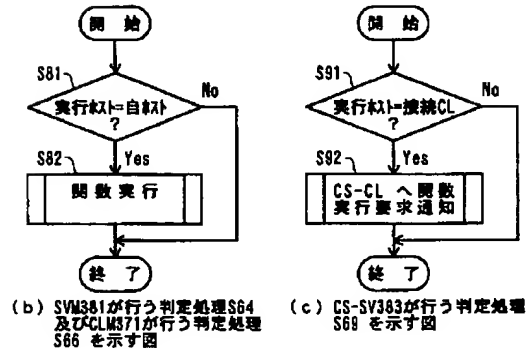 開 始
S81
実行ﾎｽﾄ=自ﾎｽﾄ
?
No
S82
Yes
関 数 実 行
終 了
(b) SVM381が行う判定処理S64
及びCLM371が行う判定処理
S66 を示す図
開 始
S91
実行ﾎｽﾄ=接続CL
?
No
S92
Yes
CS-CL へ関数
実行要求通知
終 了
(c) CS-SV383が行う判定処理
S69 を示す図